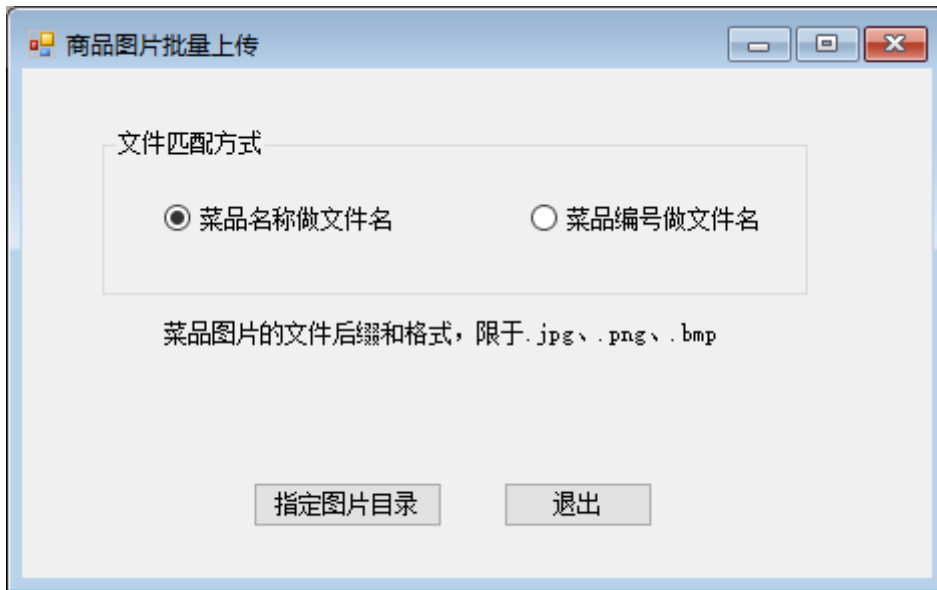 商品图片批量上传
文件匹配方式
菜品名称做文件名 菜品编号做文件名
菜品图片的文件后缀和格式，限于.jpg、.png、.bmp
指定图片目录 退出